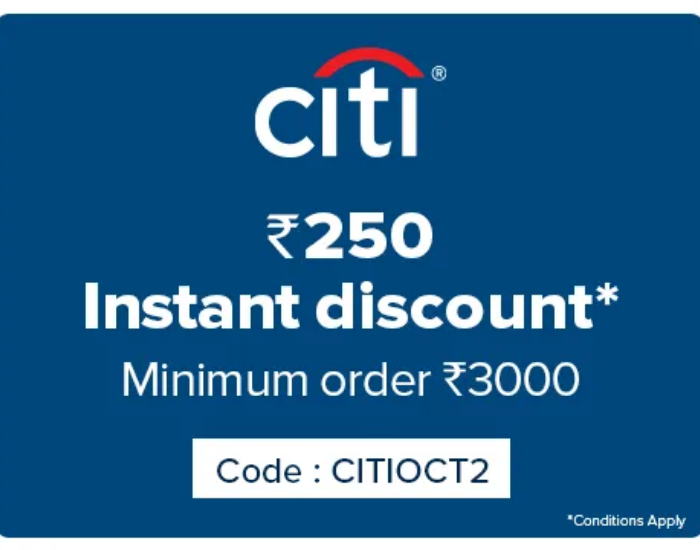 citi®
₹250
Instant discount*
Minimum order ₹3000
Code : CITIOCT2
*Conditions Apply